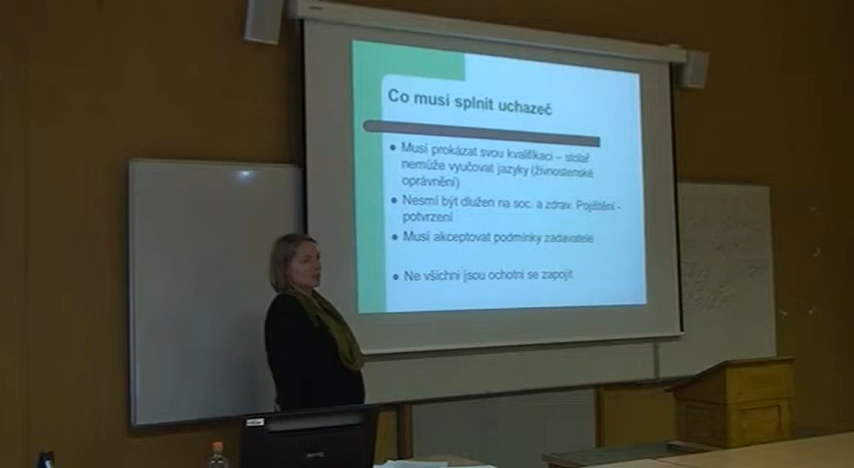 Co musí splnit uchazeč
• Musí prokázat svou kvalifikaci – stolař
nemůže vyučovat jazyky (živnostenské
oprávnění)
• Nesmí být dlužen na soc. a zdrav. Pojištění -
potvrzení
• Musí akceptovat podmínky zadavatele
• Ne všichni jsou ochotni se zapojit